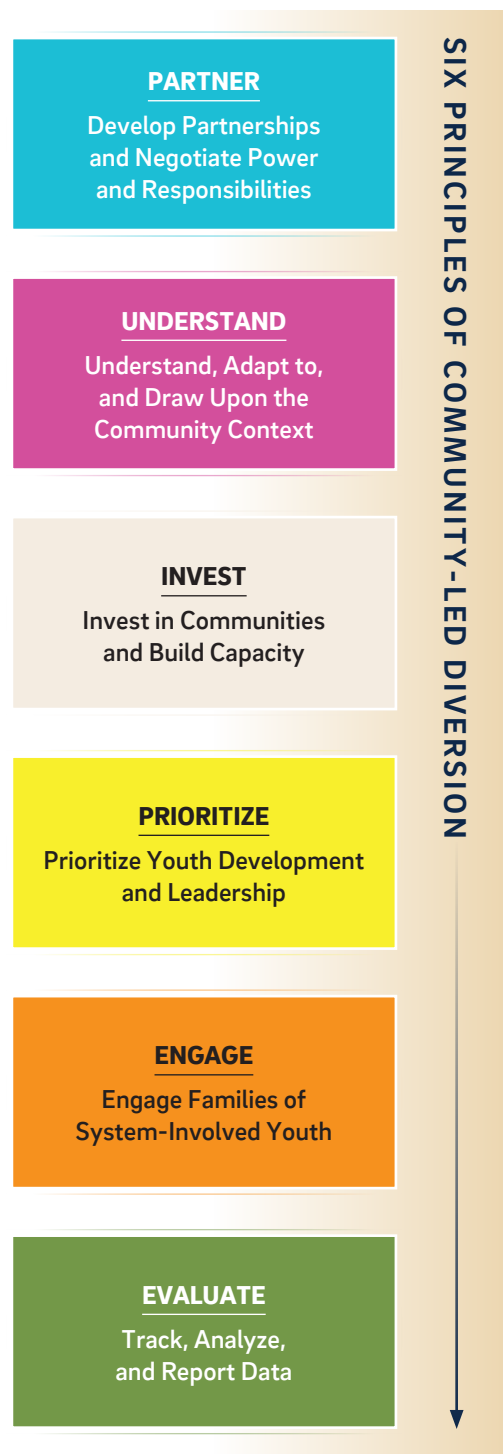 SIX PRINCIPLES OF COMMUNITY-LED DIVERSION
PARTNER
Develop Partnerships
and Negotiate Power
and Responsibilities
UNDERSTAND
Understand, Adapt to,
and Draw Upon the
Community Context
INVEST
Invest in Communities
and Build Capacity
PRIORITIZE
Prioritize Youth Development
and Leadership
ENGAGE
Engage Families of
System-Involved Youth
EVALUATE
Track, Analyze,
and Report Data